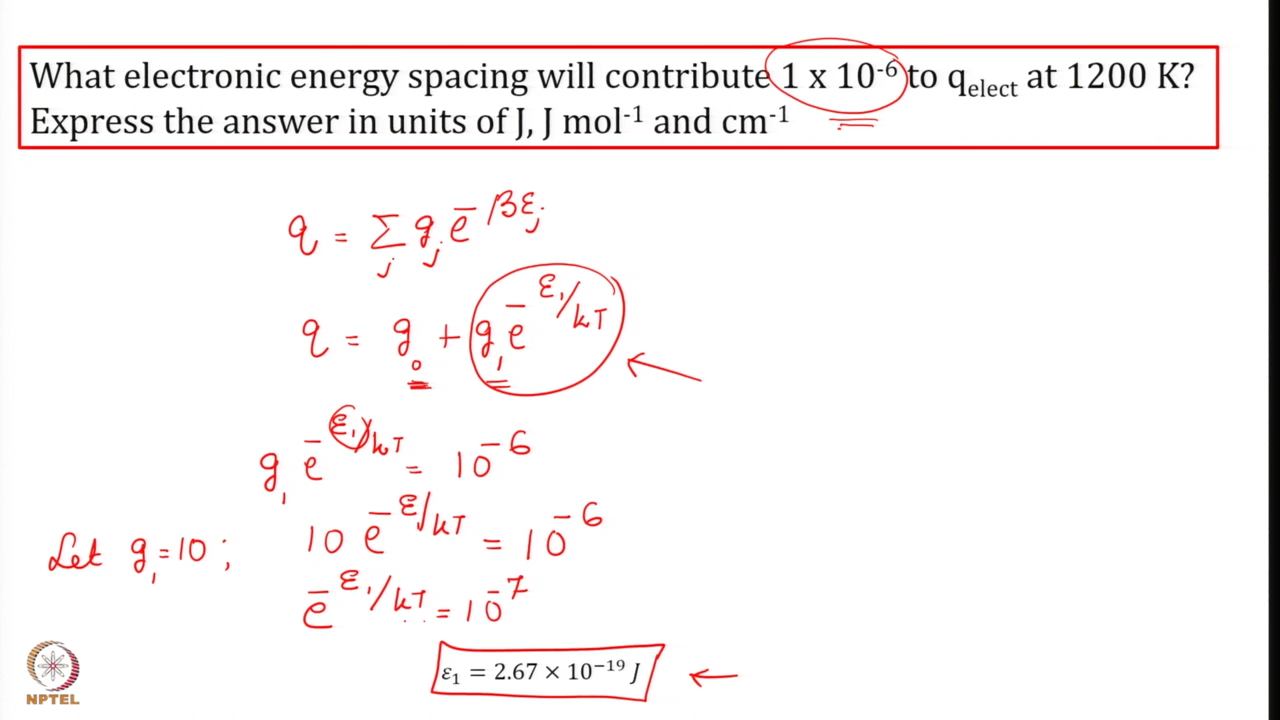 What electronic energy spacing will contribute 1 x 10⁻⁶ to q_elect at 1200 K?
Express the answer in units of J, J mol⁻¹ and cm⁻¹
q = Σ_j g_j e^{-βε_j}
q = g₀ + g₁ e^{-ε₁/kT}
g₁ e^{-ε₁/kT} = 10⁻⁶
Let g₁ = 10 ; 10 e^{-ε/kT} = 10⁻⁶
e^{-ε₁/kT} = 10⁻⁷
ε₁ = 2.67 × 10⁻¹⁹ J
NPTEL